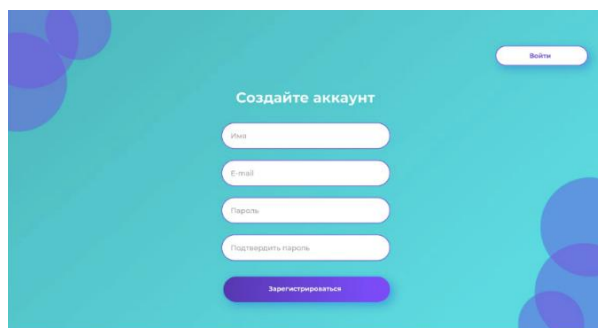 Войти
Создайте аккаунт
Имя
E-mail
Пароль
Подтвердить пароль
Зарегистрироваться